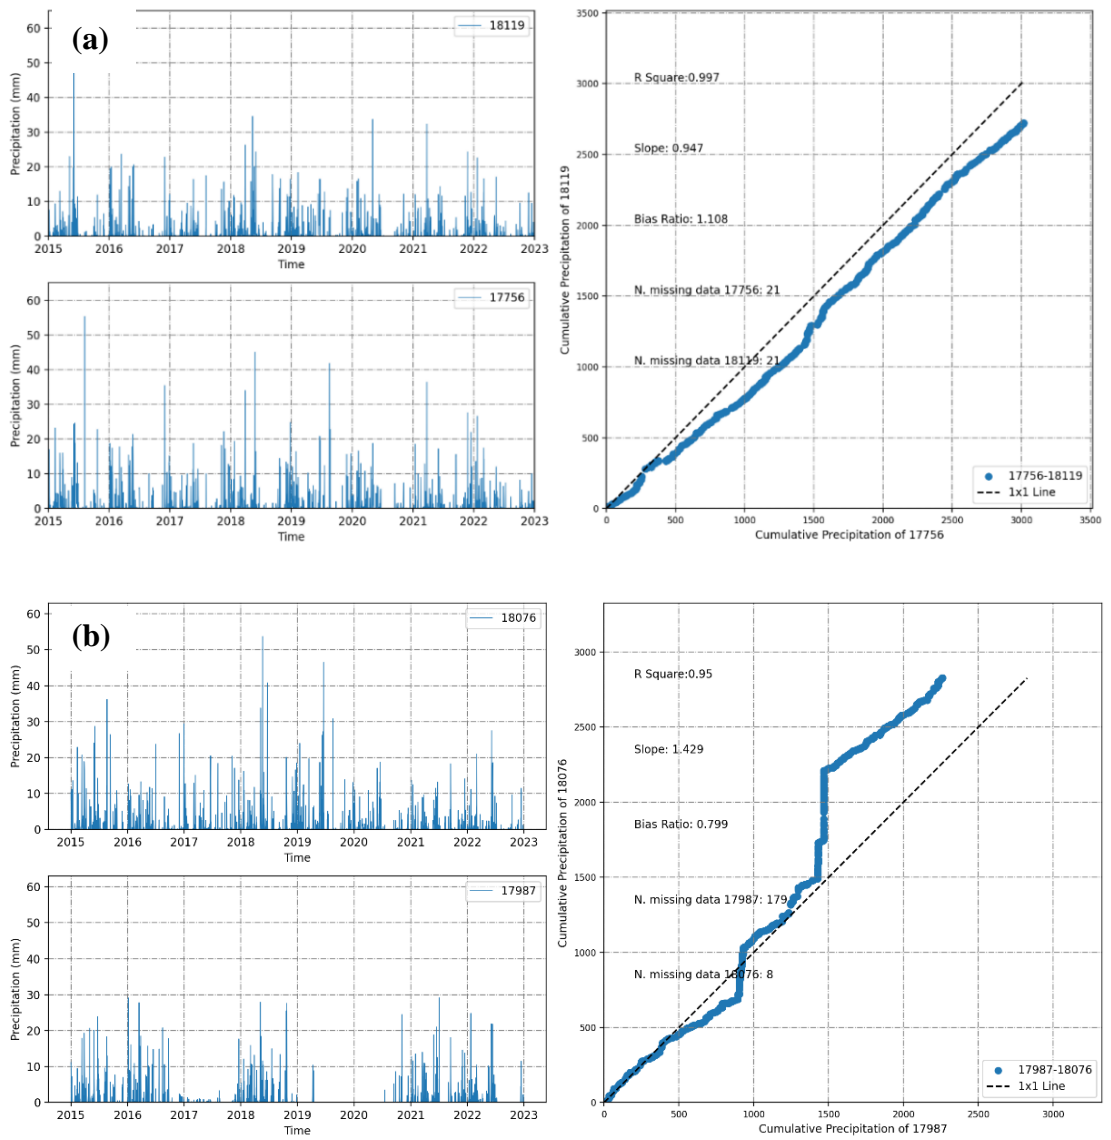 (a)
18119
Precipitation (mm)
60
50
40
30
20
10
0
2015 2016 2017 2018 2019 2020 2021 2022 2023
Time
17756
Precipitation (mm)
60
50
40
30
20
10
0
2015 2016 2017 2018 2019 2020 2021 2022 2023
Time
Cumulative Precipitation of 18119
3500
3000
2500
2000
1500
1000
500
0
R Square:0.997
Slope: 0.947
Bias Ratio: 1.108
N. missing data 17756: 21
N. missing data 18119: 21
17756-18119
1x1 Line
0 500 1000 1500 2000 2500 3000 3500
Cumulative Precipitation of 17756
(b)
18076
Precipitation (mm)
60
50
40
30
20
10
0
2015 2016 2017 2018 2019 2020 2021 2022 2023
Time
17987
Precipitation (mm)
60
50
40
30
20
10
0
2015 2016 2017 2018 2019 2020 2021 2022 2023
Time
Cumulative Precipitation of 18076
3000
2500
2000
1500
1000
500
0
R Square:0.95
Slope: 1.429
Bias Ratio: 0.799
N. missing data 17987: 179
N. missing data 18076: 8
17987-18076
1x1 Line
0 500 1000 1500 2000 2500 3000
Cumulative Precipitation of 17987